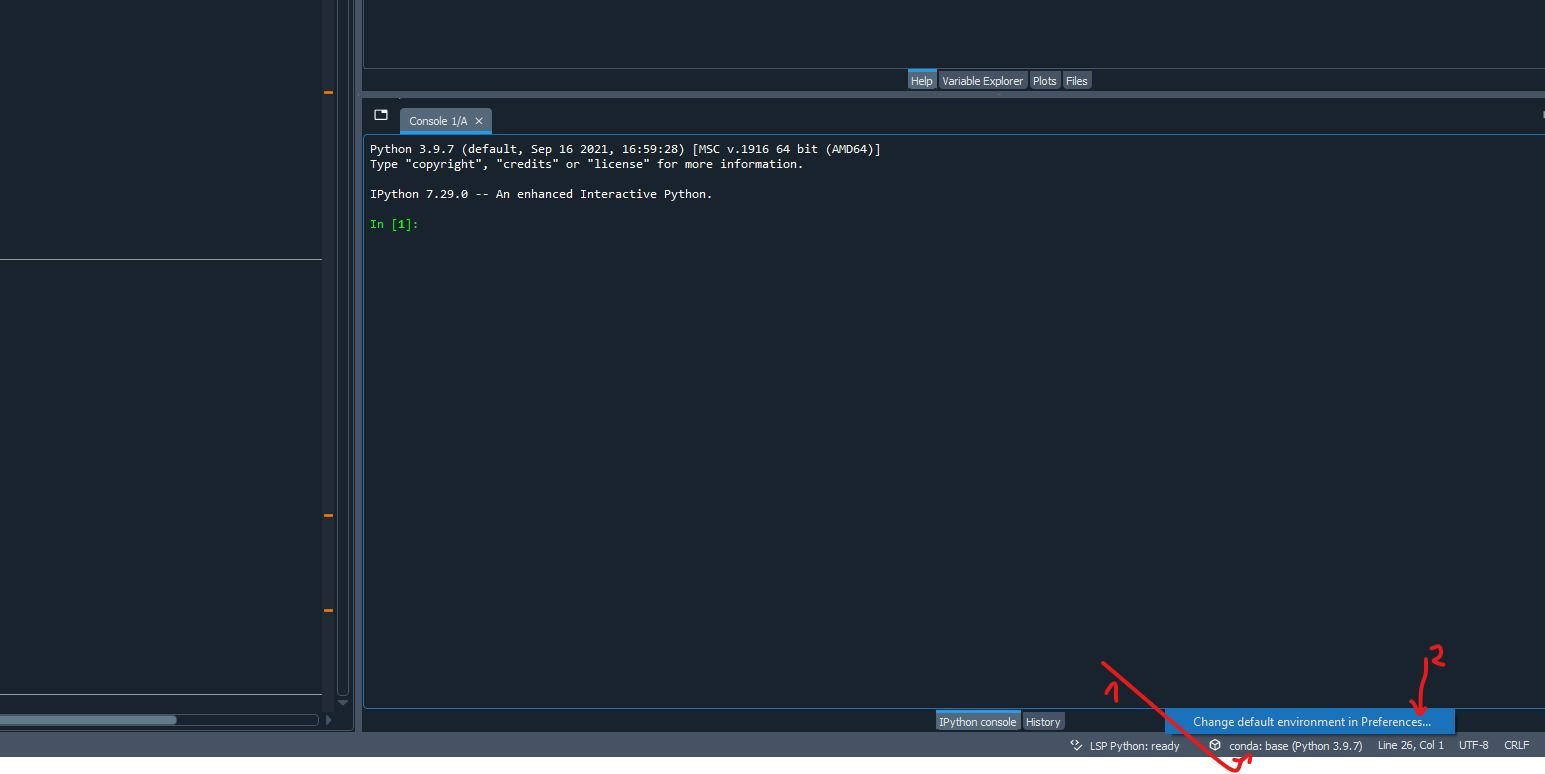 Help Variable Explorer Plots Files
Console 1/A
Python 3.9.7 (default, Sep 16 2021, 16:59:28) [MSC v.1916 64 bit (AMD64)]
Type "copyright", "credits" or "license" for more information.
IPython 7.29.0 -- An enhanced Interactive Python.
In [1]:
2
1
IPython console History
Change default environment in Preferences...
LSP Python: ready conda: base (Python 3.9.7) Line 26, Col 1 UTF-8 CRLF